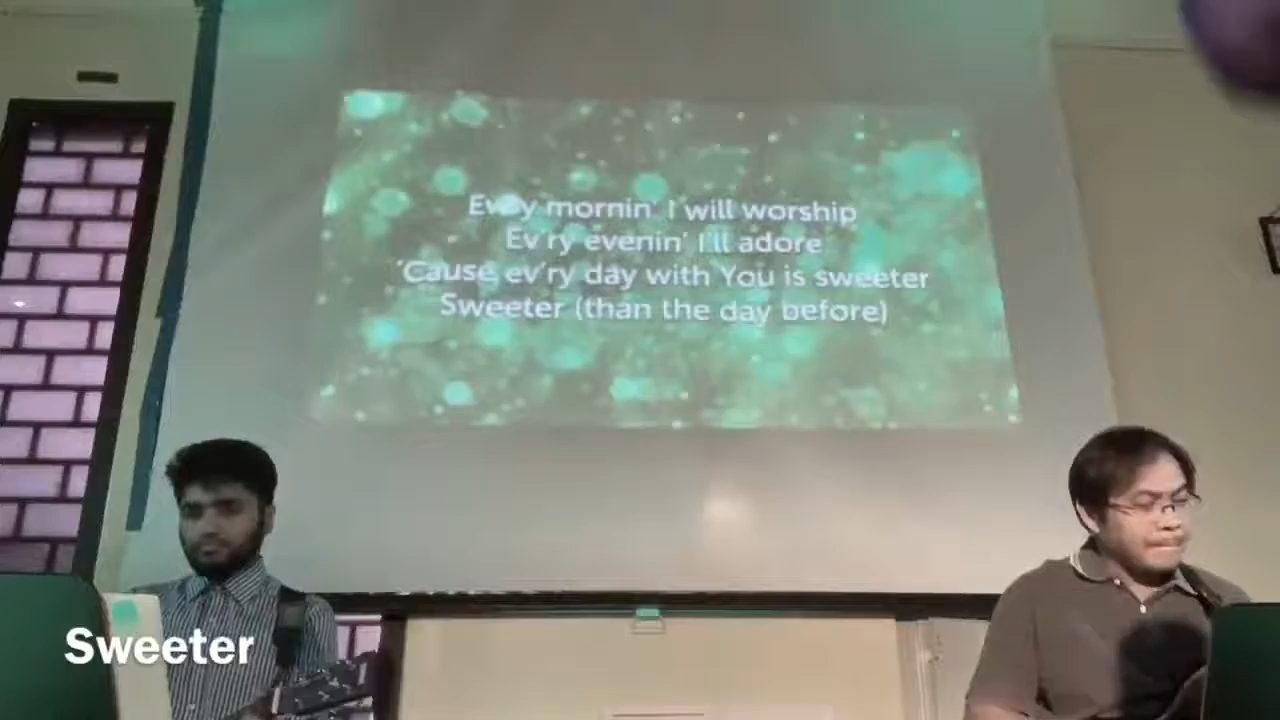 Ev'ry mornin' I will worship
Ev'ry evenin' I'll adore
'Cause ev'ry day with You is sweeter
Sweeter (than the day before)
Sweeter